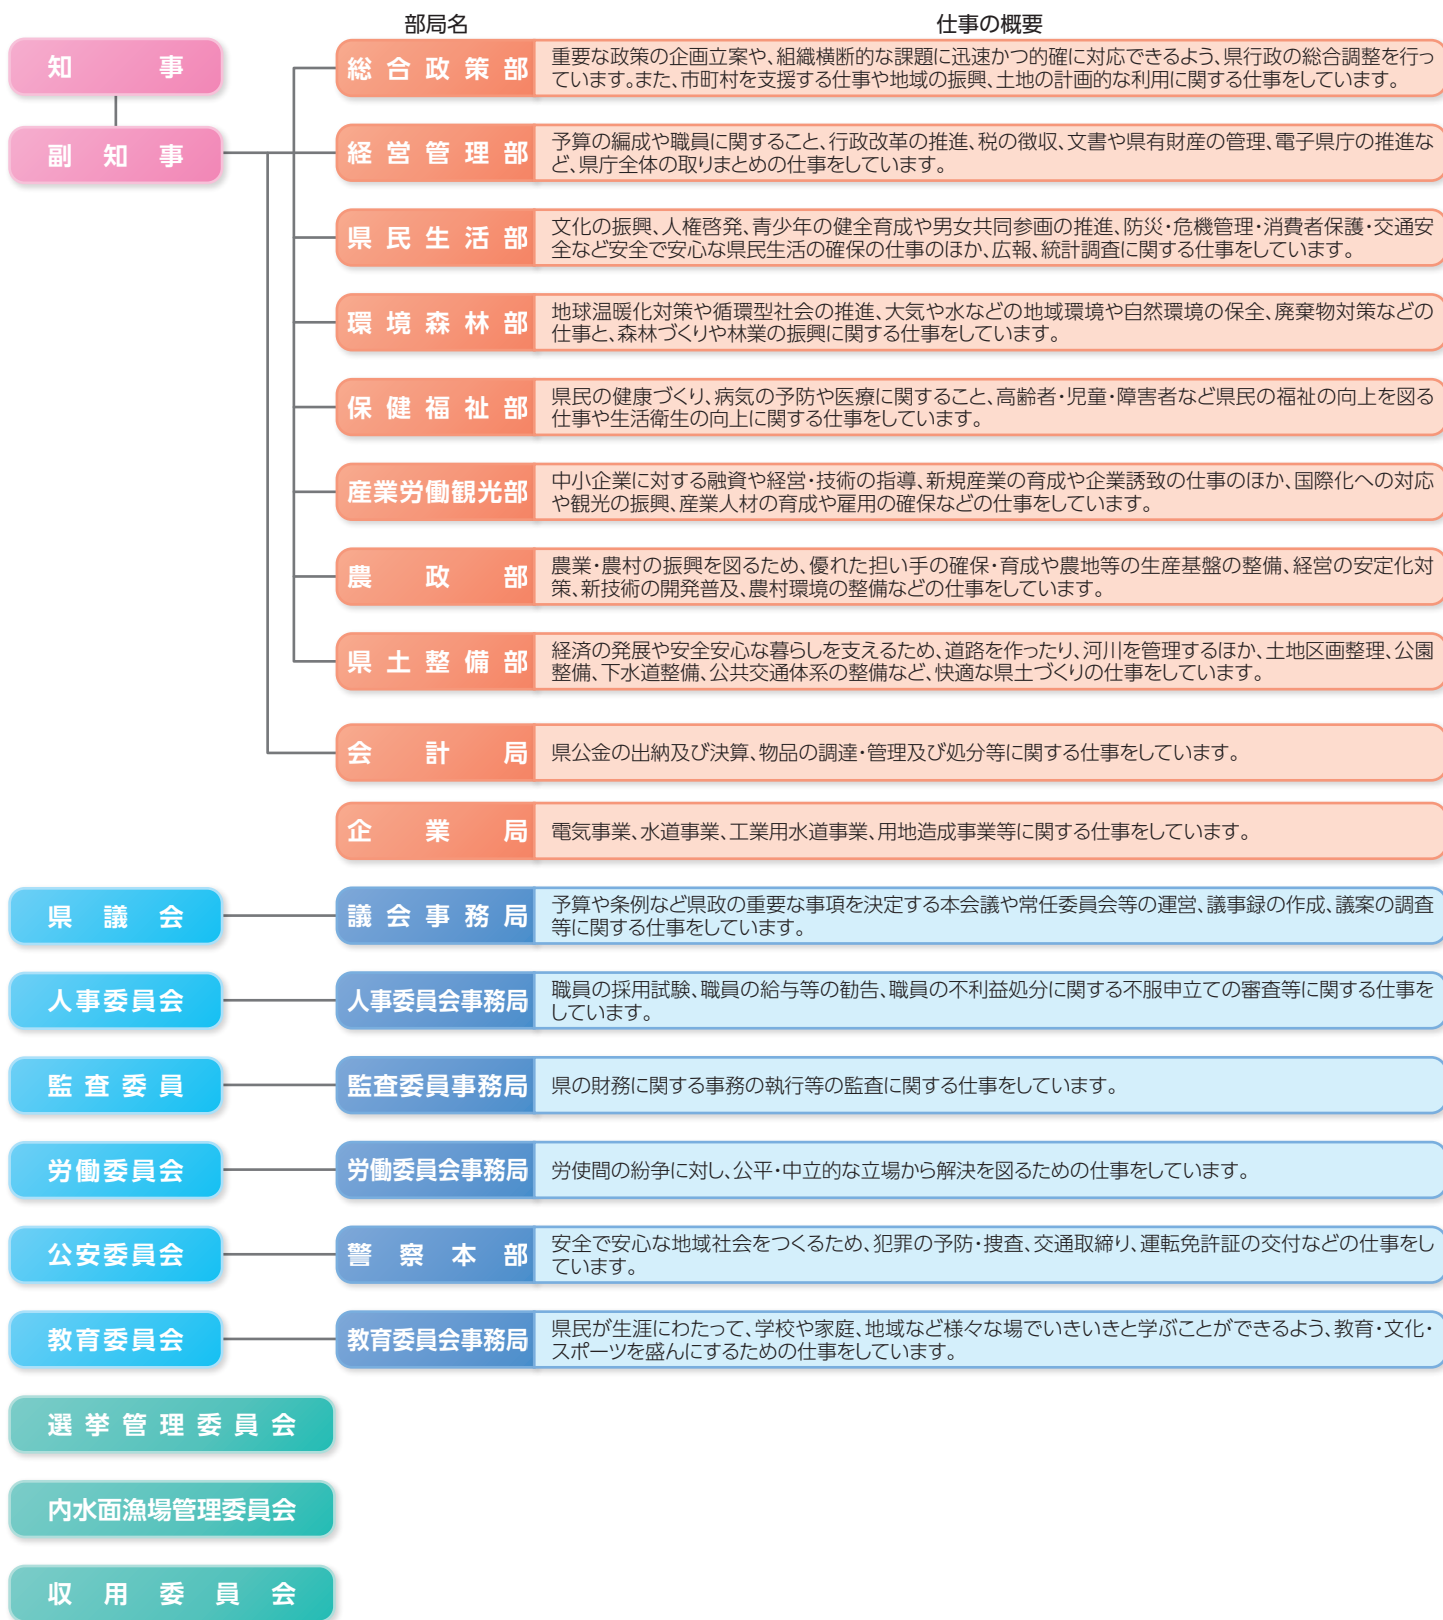 部局名 仕事の概要
知事
総合政策部
重要な政策の企画立案や、組織横断的な課題に迅速かつ的確に対応できるよう、県行政の総合調整を行っ
ています。また、市町村を支援する仕事や地域の振興、土地の計画的な利用に関する仕事をしています。
副知事
経営管理部
予算の編成や職員に関すること、行政改革の推進、税の徴収、文書や県有財産の管理、電子県庁の推進な
ど、県庁全体の取りまとめの仕事をしています。
県民生活部
文化の振興、人権啓発、青少年の健全育成や男女共同参画の推進、防災・危機管理・消費者保護・交通安
全など安全で安心な県民生活の確保の仕事のほか、広報、統計調査に関する仕事をしています。
環境森林部
地球温暖化対策や循環型社会の推進、大気や水などの地域環境や自然環境の保全、廃棄物対策などの
仕事と、森林づくりや林業の振興に関する仕事をしています。
保健福祉部
県民の健康づくり、病気の予防や医療に関すること、高齢者・児童・障害者など県民の福祉の向上を図る
仕事や生活衛生の向上に関する仕事をしています。
産業労働観光部
中小企業に対する融資や経営・技術の指導、新規産業の育成や企業誘致の仕事のほか、国際化への対応
や観光の振興、産業人材の育成や雇用の確保などの仕事をしています。
農政部
農業・農村の振興を図るため、優れた担い手の確保・育成や農地等の生産基盤の整備、経営の安定化対
策、新技術の開発普及、農村環境の整備などの仕事をしています。
県土整備部
経済の発展や安全安心な暮らしを支えるため、道路を作ったり、河川を管理するほか、土地区画整理、公園
整備、下水道整備、公共交通体系の整備など、快適な県土づくりの仕事をしています。
会計局
県公金の出納及び決算、物品の調達・管理及び処分等に関する仕事をしています。
企業局
電気事業、水道事業、工業用水道事業、用地造成事業等に関する仕事をしています。
県議会
議会事務局
予算や条例など県政の重要な事項を決定する本会議や常任委員会等の運営、議事録の作成、議案の調査
等に関する仕事をしています。
人事委員会
人事委員会事務局
職員の採用試験、職員の給与等の勧告、職員の不利益処分に関する不服申立ての審査等に関する仕事を
しています。
監査委員
監査委員事務局
県の財務に関する事務の執行等の監査に関する仕事をしています。
労働委員会
労働委員会事務局
労使間の紛争に対し、公平・中立的な立場から解決を図るための仕事をしています。
公安委員会
警察本部
安全で安心な地域社会をつくるため、犯罪の予防・捜査、交通取締り、運転免許証の交付などの仕事をし
ています。
教育委員会
教育委員会事務局
県民が生涯にわたって、学校や家庭、地域など様々な場でいきいきと学ぶことができるよう、教育・文化・
スポーツを盛んにするための仕事をしています。
選挙管理委員会
内水面漁場管理委員会
収用委員会